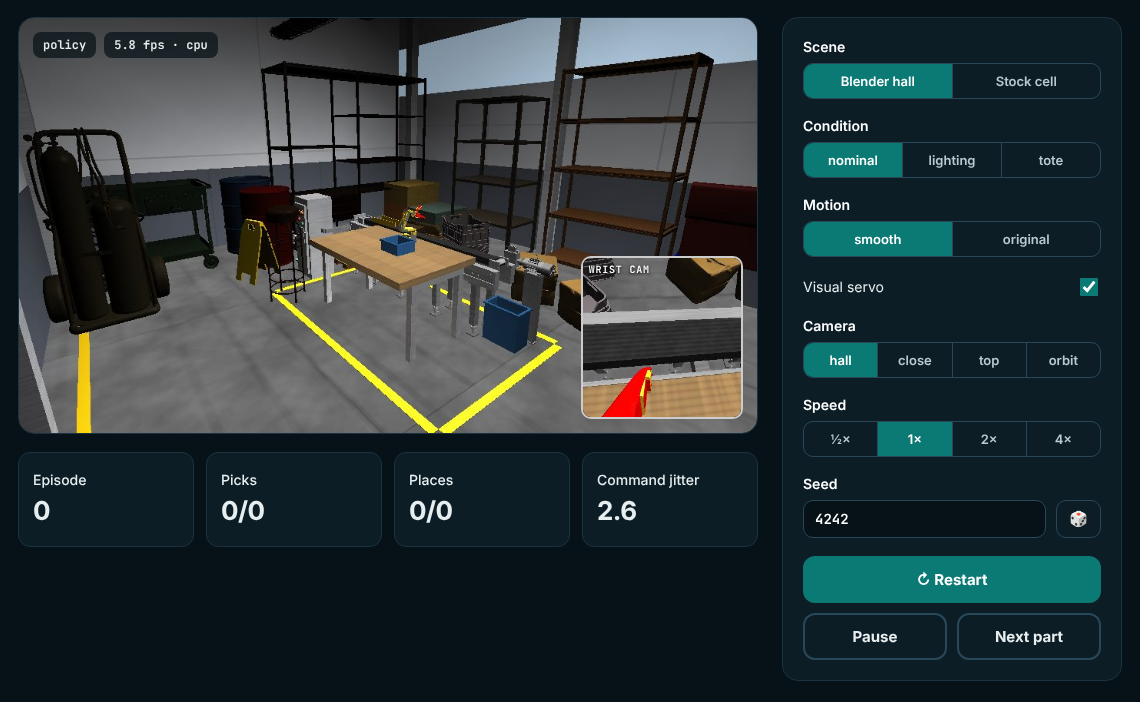 policy
5.8 fps · cpu
WRIST CAM
Episode
0
Picks
0/0
Places
0/0
Command jitter
2.6
Scene
Blender hall
Stock cell
Condition
nominal
lighting
tote
Motion
smooth
original
Visual servo
Camera
hall
close
top
orbit
Speed
½×
1×
2×
4×
Seed
4242
↻ Restart
Pause
Next part